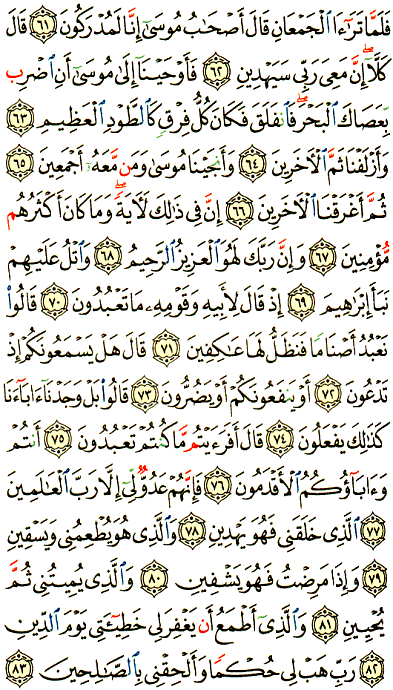 فَلَمَّا تَرَٰٓءَا ٱلْجَمْعَانِ قَالَ أَصْحَٰبُ مُوسَىٰٓ إِنَّا لَمُدْرَكُونَ ٦١ قَالَ
كَلَّآ ۖ إِنَّ مَعِىَ رَبِّى سَيَهْدِينِ ٦٢ فَأَوْحَيْنَآ إِلَىٰ مُوسَىٰٓ أَنِ ٱضْرِب
بِّعَصَاكَ ٱلْبَحْرَ ۖ فَٱنفَلَقَ فَكَانَ كُلُّ فِرْقٍ كَٱلطَّوْدِ ٱلْعَظِيمِ ٦٣
وَأَزْلَفْنَا ثَمَّ ٱلْءَاخَرِينَ ٦٤ وَأَنجَيْنَا مُوسَىٰ وَمَن مَّعَهُۥٓ أَجْمَعِينَ ٦٥
ثُمَّ أَغْرَقْنَا ٱلْءَاخَرِينَ ٦٦ إِنَّ فِى ذَٰلِكَ لَءَايَةً ۖ وَمَا كَانَ أَكْثَرُهُم
مُّؤْمِنِينَ ٦٧ وَإِنَّ رَبَّكَ لَهُوَ ٱلْعَزِيزُ ٱلرَّحِيمُ ٦٨ وَٱتْلُ عَلَيْهِمْ
نَبَأَ إِبْرَٰهِيمَ ٦٩ إِذْ قَالَ لِأَبِيهِ وَقَوْمِهِۦ مَا تَعْبُدُونَ ٧٠ قَالُوا۟
نَعْبُدُ أَصْنَامًا فَنَظَلُّ لَهَا عَٰكِفِينَ ٧١ قَالَ هَلْ يَسْمَعُونَكُمْ إِذْ
تَدْعُونَ ٧٢ أَوْ يَنفَعُونَكُمْ أَوْ يَضُرُّونَ ٧٣ قَالُوا۟ بَلْ وَجَدْنَآ ءَابَآءَنَا
كَذَٰلِكَ يَفْعَلُونَ ٧٤ قَالَ أَفَرَءَيْتُم مَّا كُنتُمْ تَعْبُدُونَ ٧٥ أَنتُمْ
وَءَابَآؤُكُمُ ٱلْأَقْدَمُونَ ٧٦ فَإِنَّهُمْ عَدُوٌّ لِّىٓ إِلَّا رَبَّ ٱلْعَٰلَمِينَ
٧٧ ٱلَّذِى خَلَقَنِى فَهُوَ يَهْدِينِ ٧٨ وَٱلَّذِى هُوَ يُطْعِمُنِى وَيَسْقِينِ
٧٩ وَإِذَا مَرِضْتُ فَهُوَ يَشْفِينِ ٨٠ وَٱلَّذِى يُمِيتُنِى ثُمَّ
يُحْيِينِ ٨١ وَٱلَّذِىٓ أَطْمَعُ أَن يَغْفِرَ لِى خَطِيٓـَٔتِى يَوْمَ ٱلدِّينِ
٨٢ رَبِّ هَبْ لِى حُكْمًا وَأَلْحِقْنِى بِٱلصَّٰلِحِينَ ٨٣